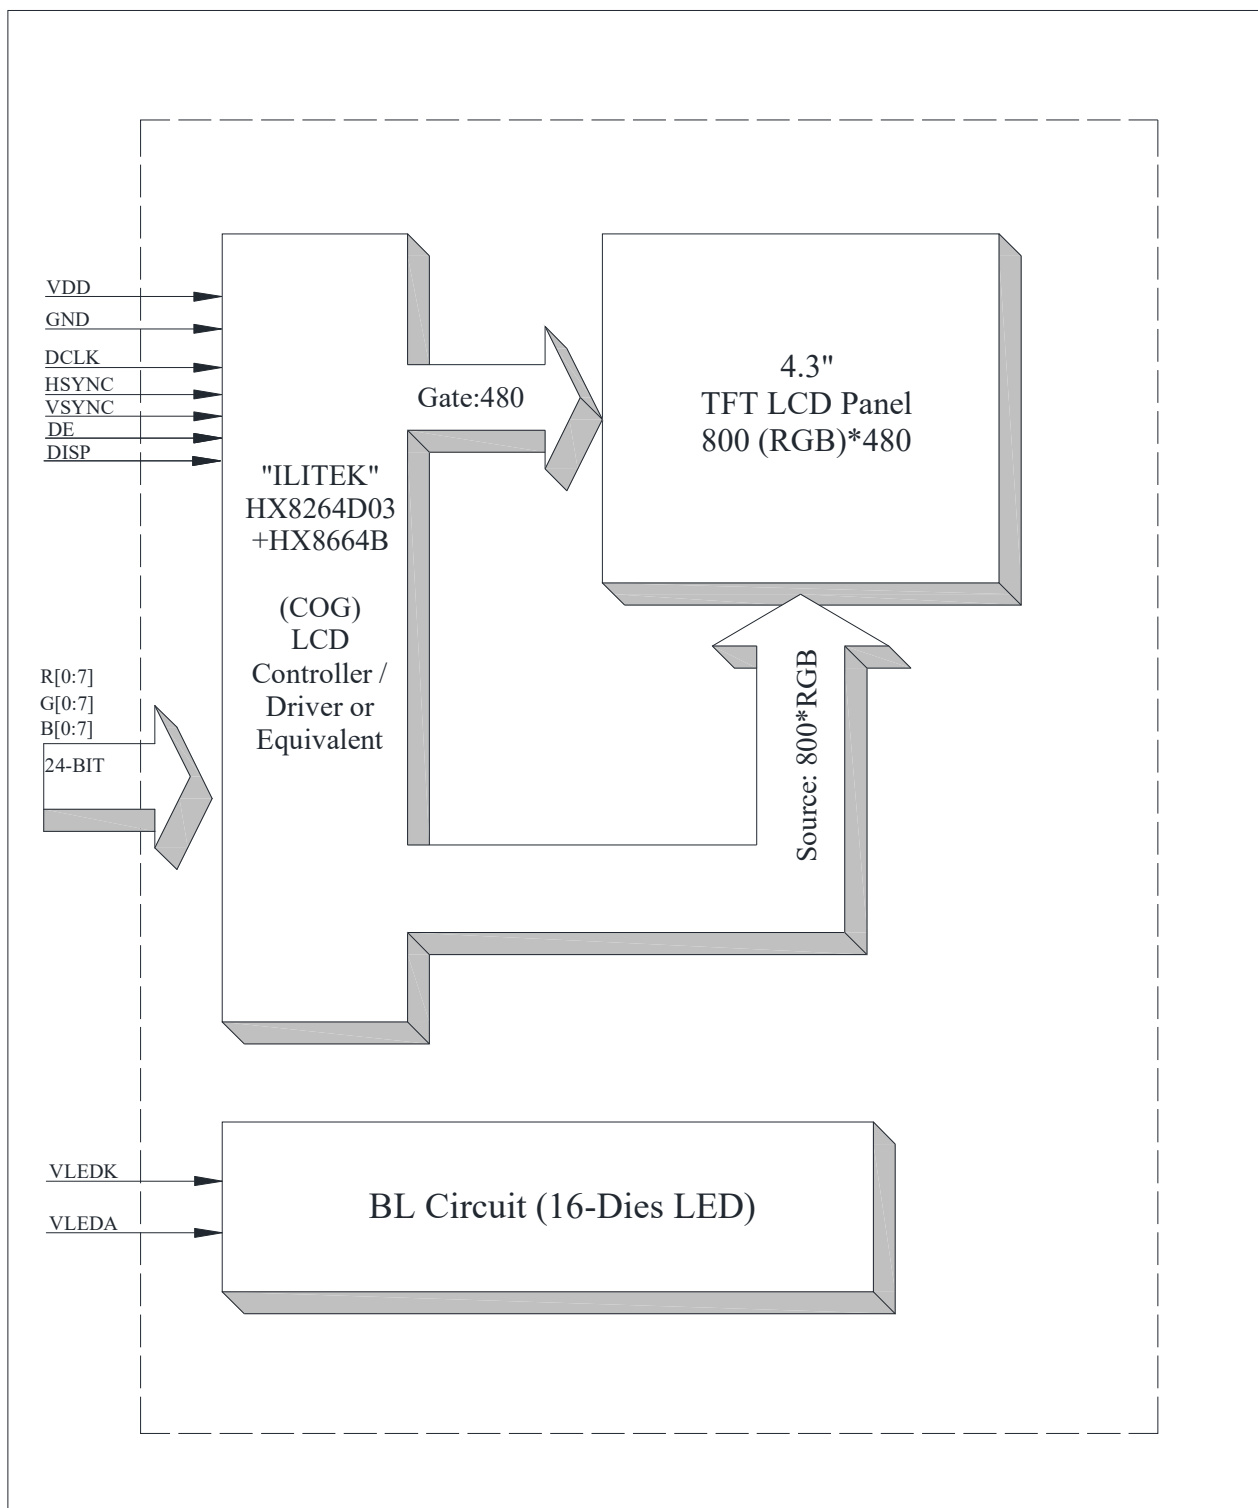 VDD
GND
DCLK
HSYNC
VSYNC
DE
DISP
Gate:480
4.3"
TFT LCD Panel
800 (RGB)*480
"ILITEK"
HX8264D03
+HX8664B
(COG)
LCD
Controller /
Driver or
Equivalent
R[0:7]
G[0:7]
B[0:7]
24-BIT
Source: 800*RGB
VLEDK
VLEDA
BL Circuit (16-Dies LED)